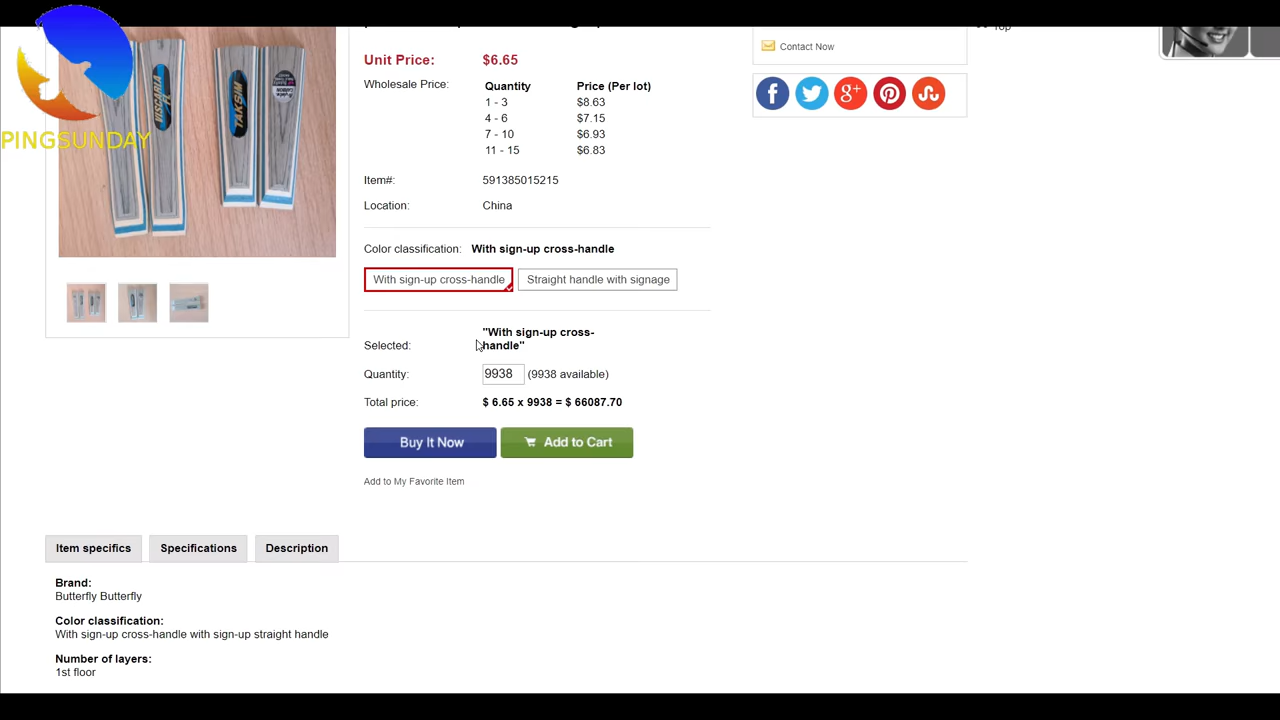 PINGSUNDAY
VISCARIA
FL
TAKSIM
Unit Price: $6.65
Wholesale Price: Quantity Price (Per lot)
1 - 3 $8.63
4 - 6 $7.15
7 - 10 $6.93
11 - 15 $6.83
Item#: 591385015215
Location: China
Color classification: With sign-up cross-handle
With sign-up cross-handle Straight handle with signage
Selected: "With sign-up cross-
handle"
Quantity: 9938 (9938 available)
Total price: $ 6.65 x 9938 = $ 66087.70
Buy It Now Add to Cart
Add to My Favorite Item
Contact Now
Top
Item specifics Specifications Description
Brand:
Butterfly Butterfly
Color classification:
With sign-up cross-handle with sign-up straight handle
Number of layers:
1st floor